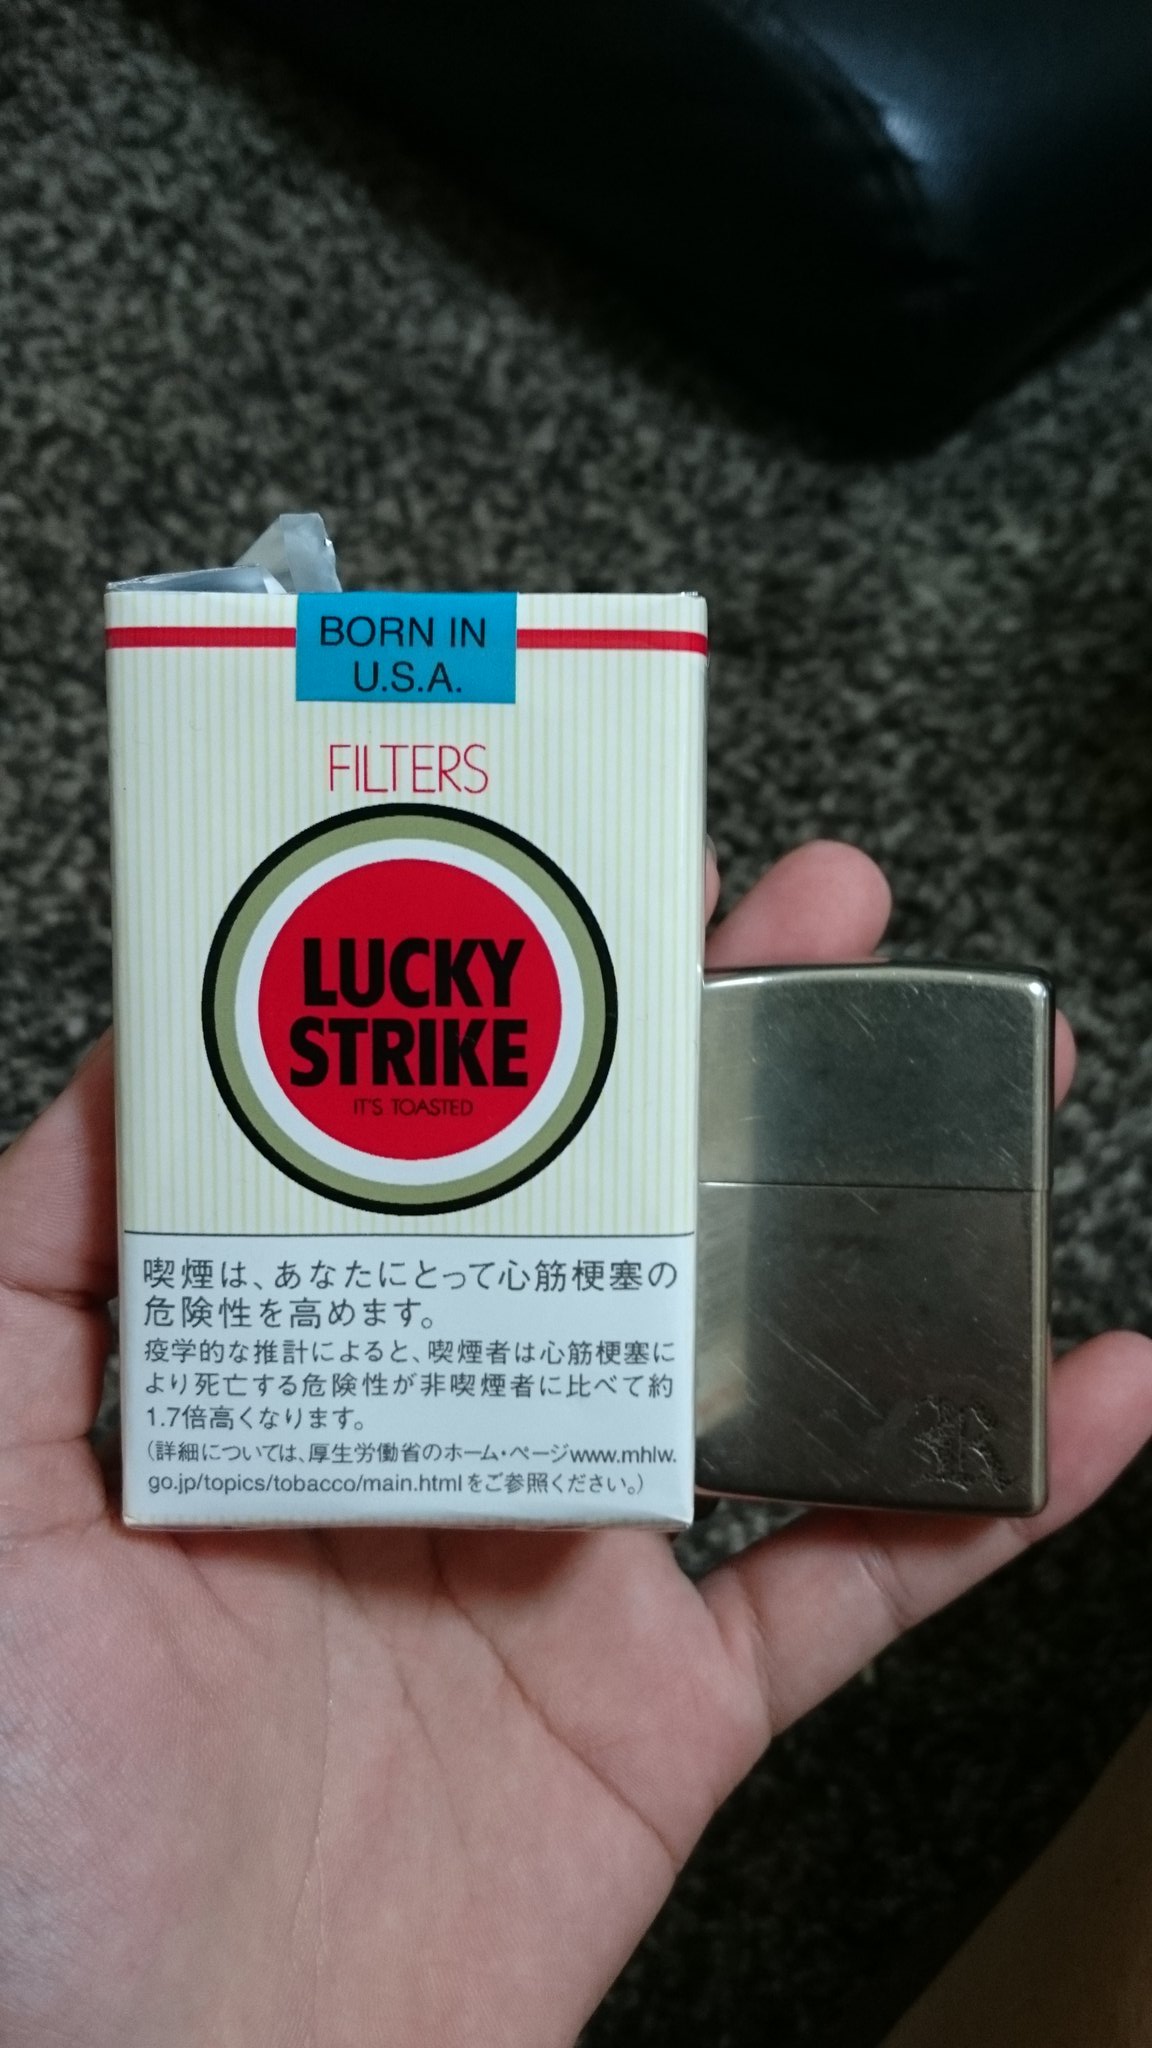 BORN IN
U.S.A.
FILTERS
LUCKY
STRIKE
IT'S TOASTED
喫煙は、あなたにとって心筋梗塞の
危険性を高めます。
疫学的な推計によると、喫煙者は心筋梗塞に
より死亡する危険性が非喫煙者に比べて約
1.7倍高くなります。
（詳細については、厚生労働省のホーム・ページwww.mhlw.
go.jp/topics/tobacco/main.htmlをご参照ください。）